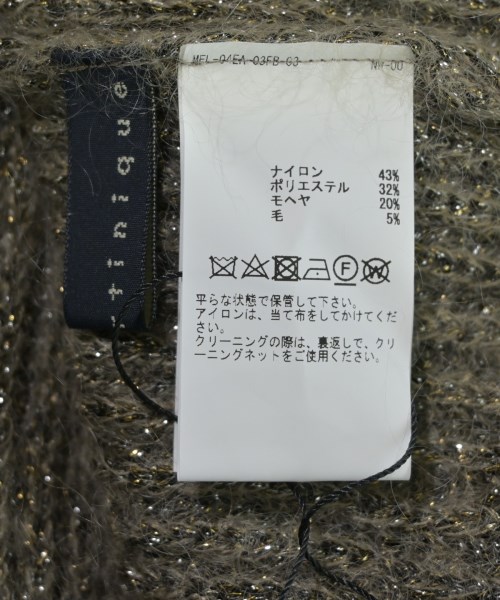 MFL-04EA-03FB-G3 NW-00
ナイロン 43%
ポリエステル 32%
モヘヤ 20%
毛 5%
F W
平らな状態で保管して下さい。
アイロンは、当て布をしてかけてくだ
さい。
クリーニングの際は、裏返しで、クリ
ーニングネットをご使用ください。